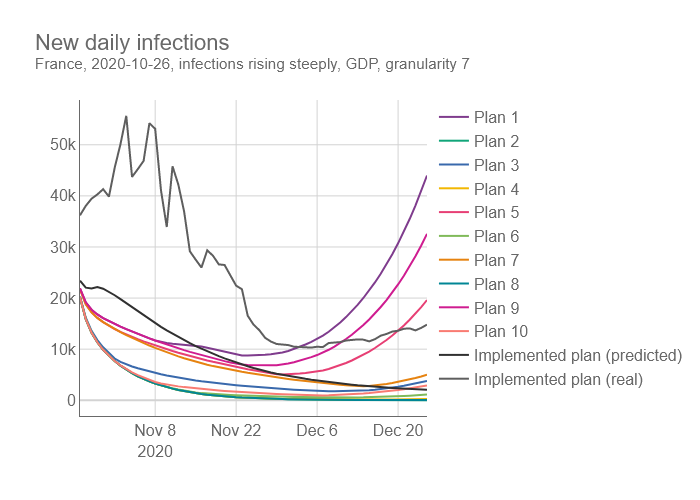 New daily infections
France, 2020-10-26, infections rising steeply, GDP, granularity 7
50k
40k
30k
20k
10k
0
Nov 8
2020
Nov 22
Dec 6
Dec 20
Plan 1
Plan 2
Plan 3
Plan 4
Plan 5
Plan 6
Plan 7
Plan 8
Plan 9
Plan 10
Implemented plan (predicted)
Implemented plan (real)